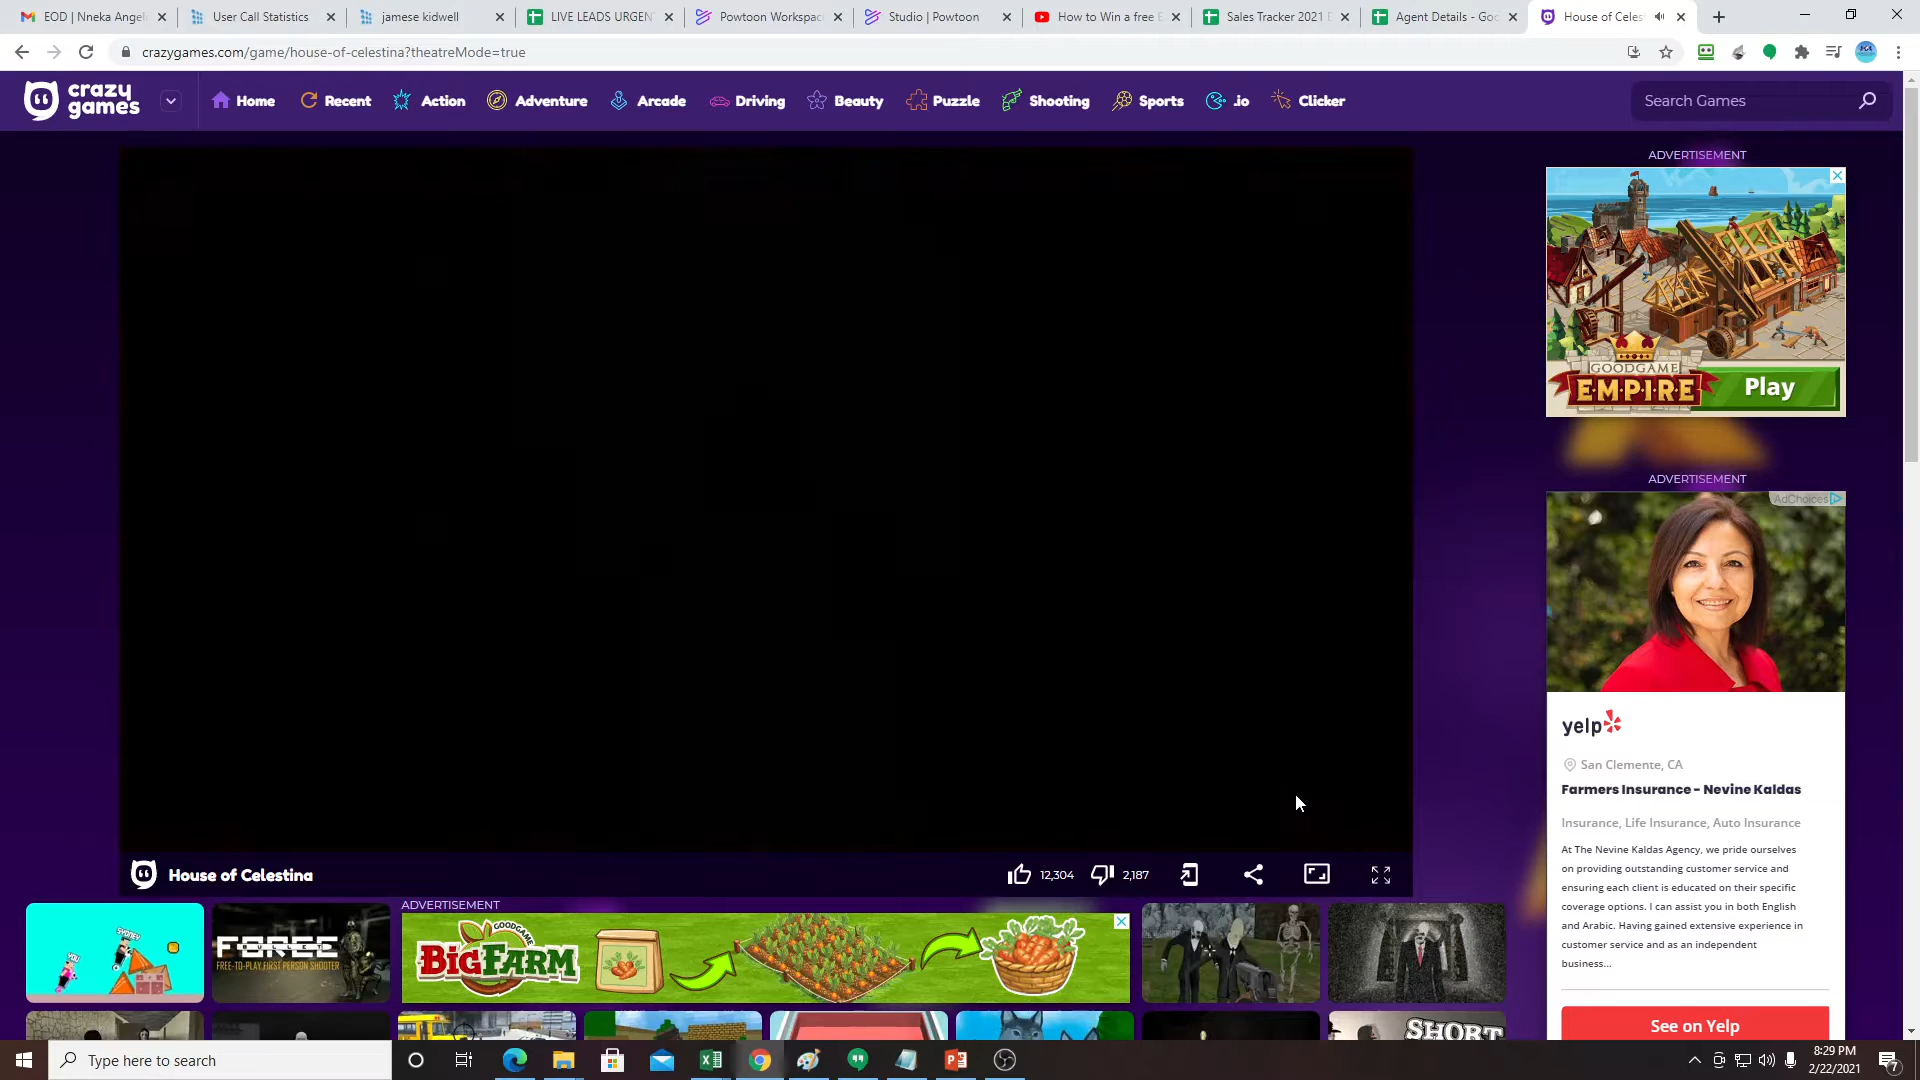 EOD | Nneka Angel
User Call Statistics
jamese kidwell
LIVE LEADS URGEN
Powtoon Workspac
Studio | Powtoon
How to Win a free E
Sales Tracker 2021 E
Agent Details - Goo
House of Celes
crazygames.com/game/house-of-celestina?theatreMode=true
crazy
games
Home
Recent
Action
Adventure
Arcade
Driving
Beauty
Puzzle
Shooting
Sports
.io
Clicker
Search Games
ADVERTISEMENT
GOODGAME
EMPIRE
Play
ADVERTISEMENT
AdChoices
yelp
San Clemente, CA
Farmers Insurance - Nevine Kaldas
Insurance, Life Insurance, Auto Insurance
At The Nevine Kaldas Agency, we pride ourselves
on providing outstanding customer service and
ensuring each client is educated on their specific
coverage options. I can assist you in both English
and Arabic. Having gained extensive experience in
customer service and as an independent
business...
See on Yelp
House of Celestina
12,304
2,187
ADVERTISEMENT
YOU
SYDNEY
FORCE
FREE-TO-PLAY FIRST PERSON SHOOTER
GOODGAME
BIGFARM
SHORT
Type here to search
8:29 PM
2/22/2021
7